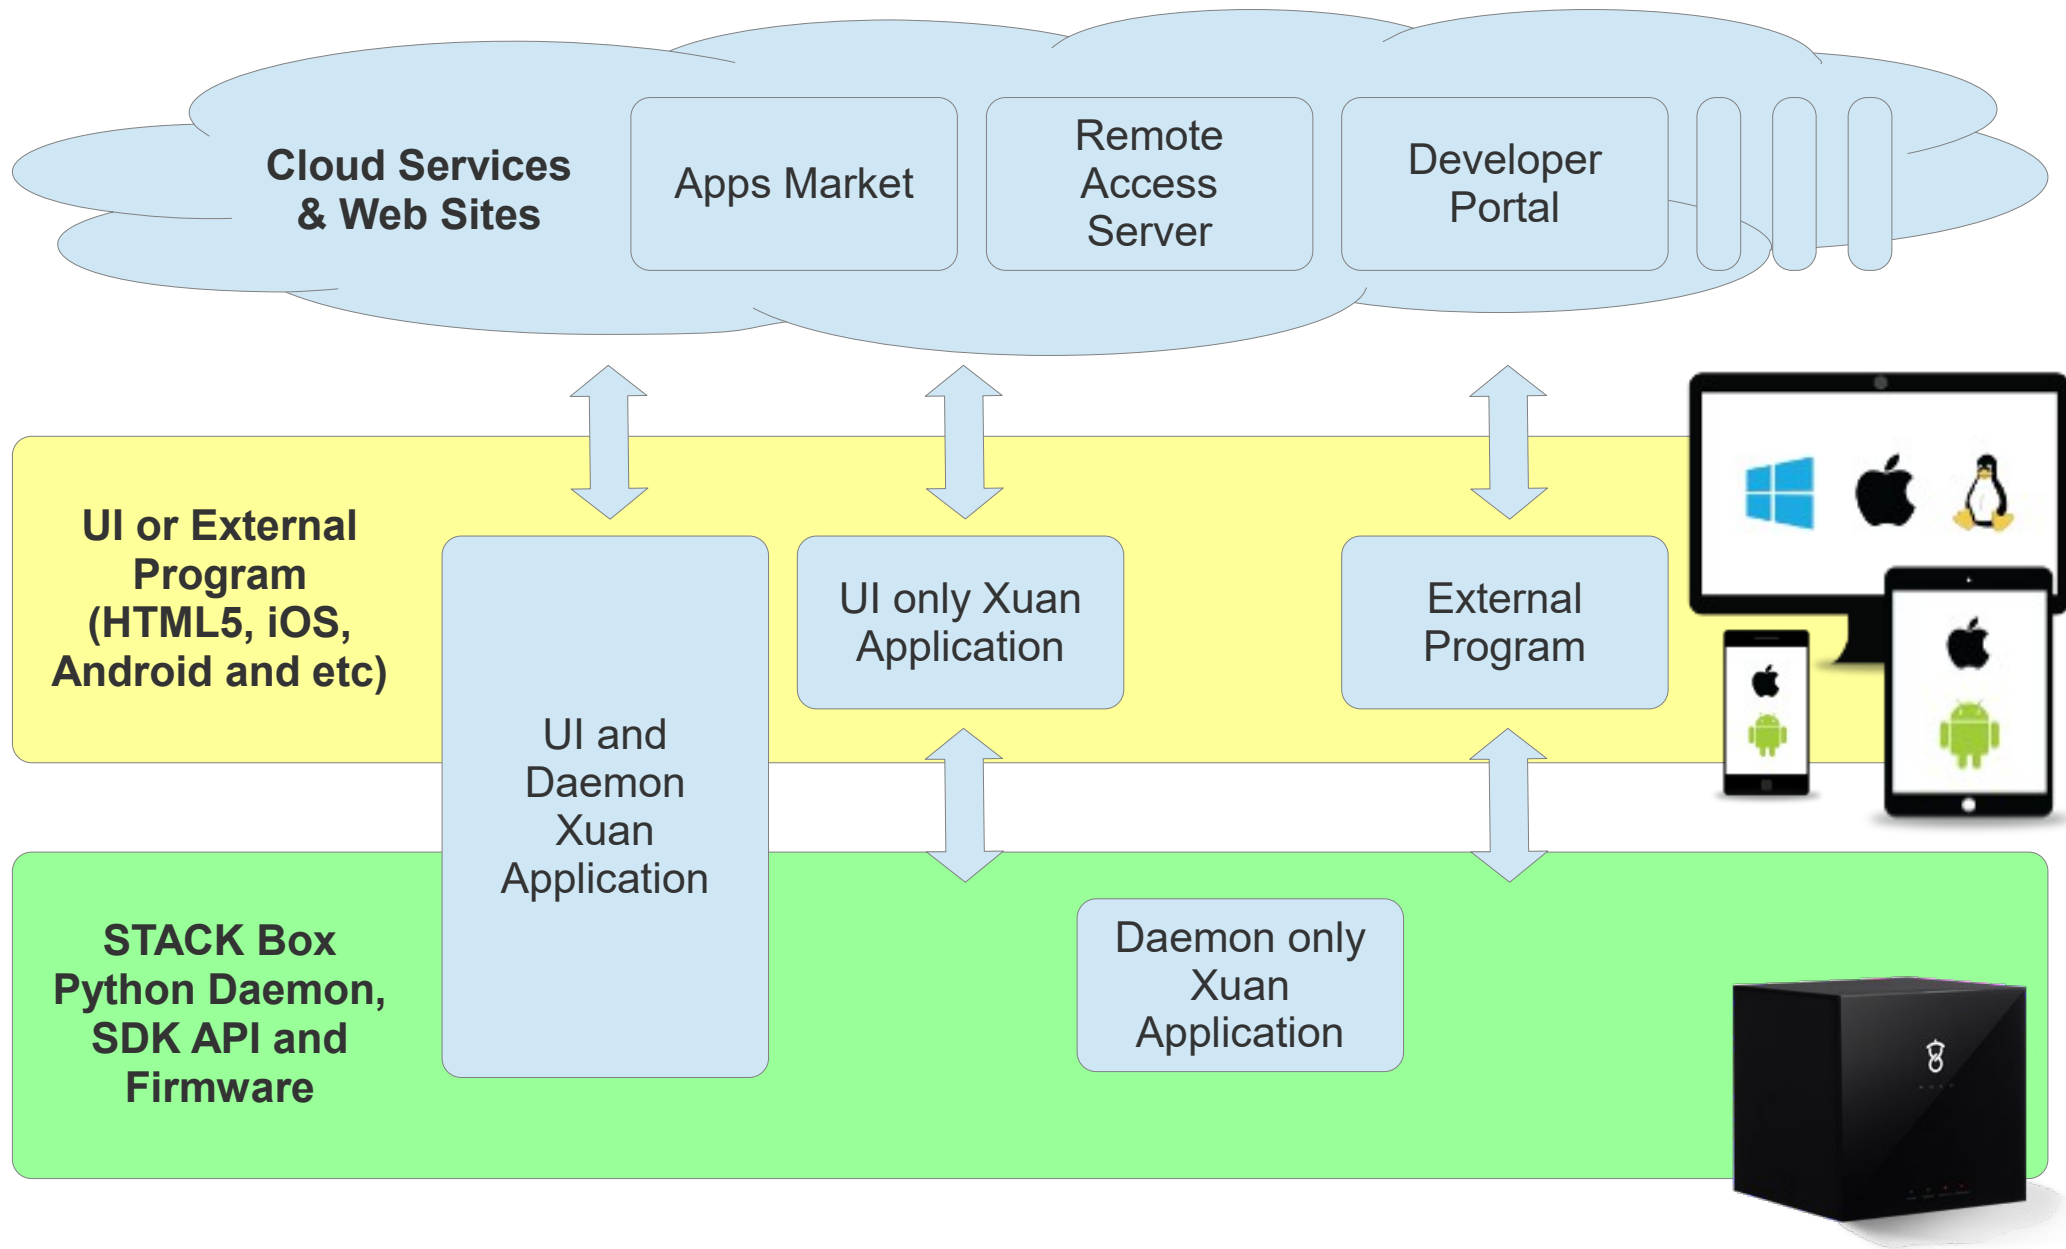 Cloud Services
& Web Sites
Apps Market
Remote
Access
Server
Developer
Portal
UI or External
Program
(HTML5, iOS,
Android and etc)
UI and
Daemon
Xuan
Application
UI only Xuan
Application
External
Program
STACK Box
Python Daemon,
SDK API and
Firmware
Daemon only
Xuan
Application